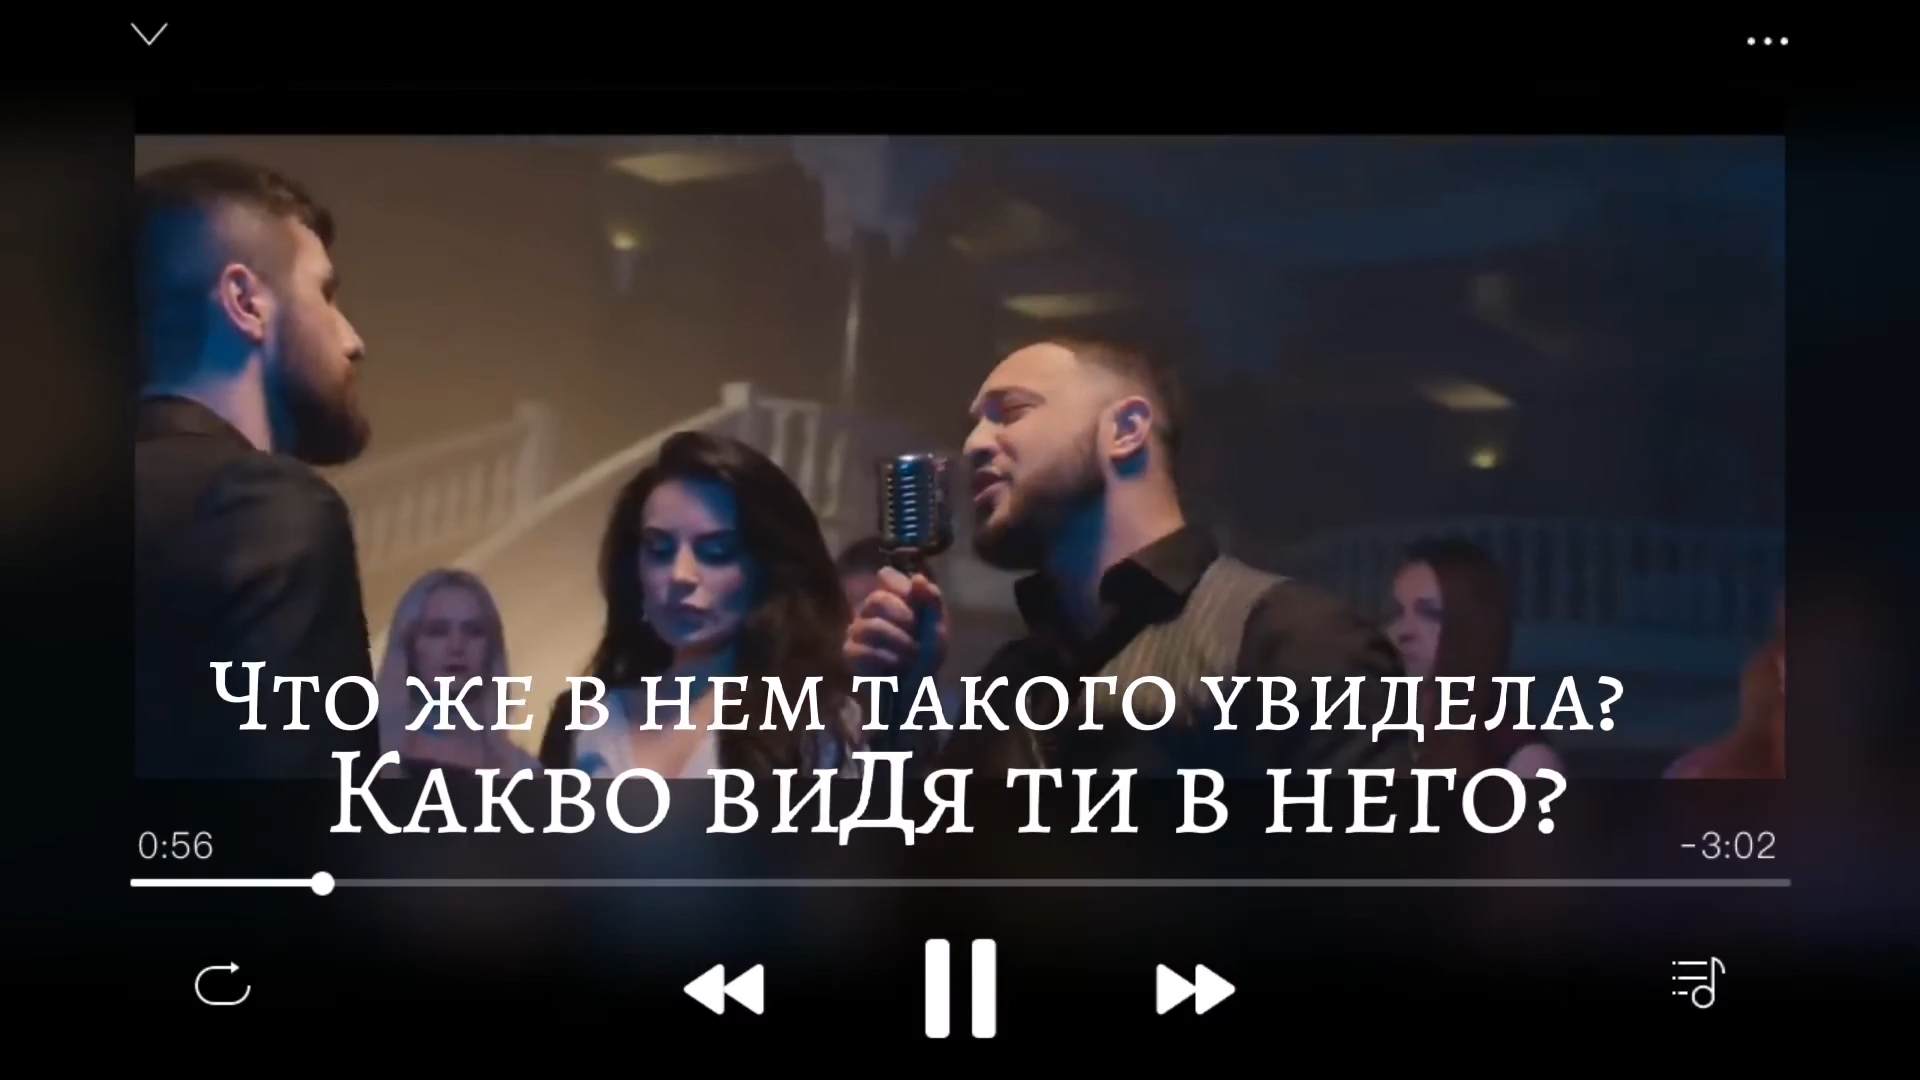 Что же в нем такого увидела?
Какво виДя ти в него?
0:56
-3:02